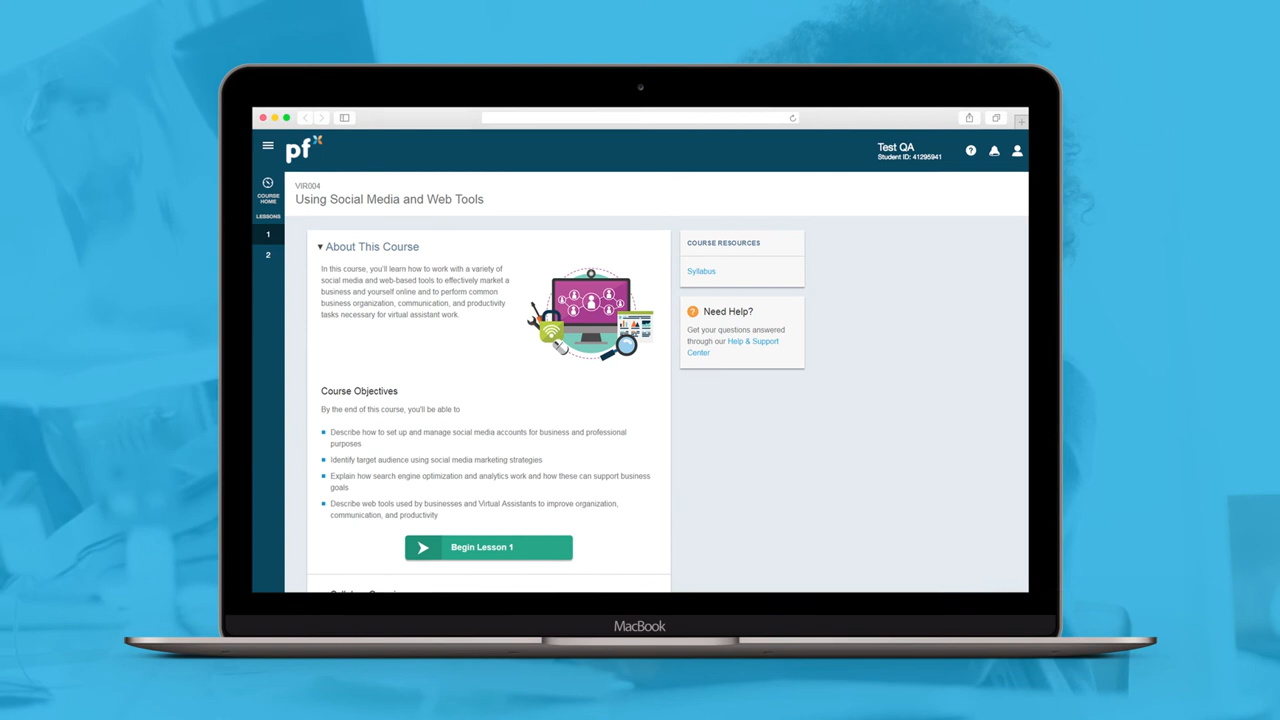 pf
Test QA
Student ID: 41295941
COURSE
HOME
LESSONS
1
2
VIR004
Using Social Media and Web Tools
About This Course
In this course, you'll learn how to work with a variety of
social media and web-based tools to effectively market a
business and yourself online and to perform common
business organization, communication, and productivity
tasks necessary for virtual assistant work.
Course Objectives
By the end of this course, you'll be able to
Describe how to set up and manage social media accounts for business and professional
purposes
Identify target audience using social media marketing strategies
Explain how search engine optimization and analytics work and how these can support business
goals
Describe web tools used by businesses and Virtual Assistants to improve organization,
communication, and productivity
Begin Lesson 1
COURSE RESOURCES
Syllabus
Need Help?
Get your questions answered
through our Help & Support
Center
MacBook